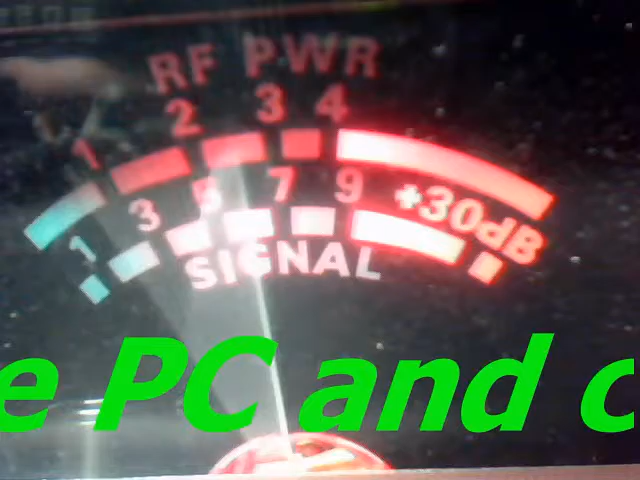 RF PWR
1 2 3 4
1 3 5 7 9 +30dB
SIGNAL
e PC and c